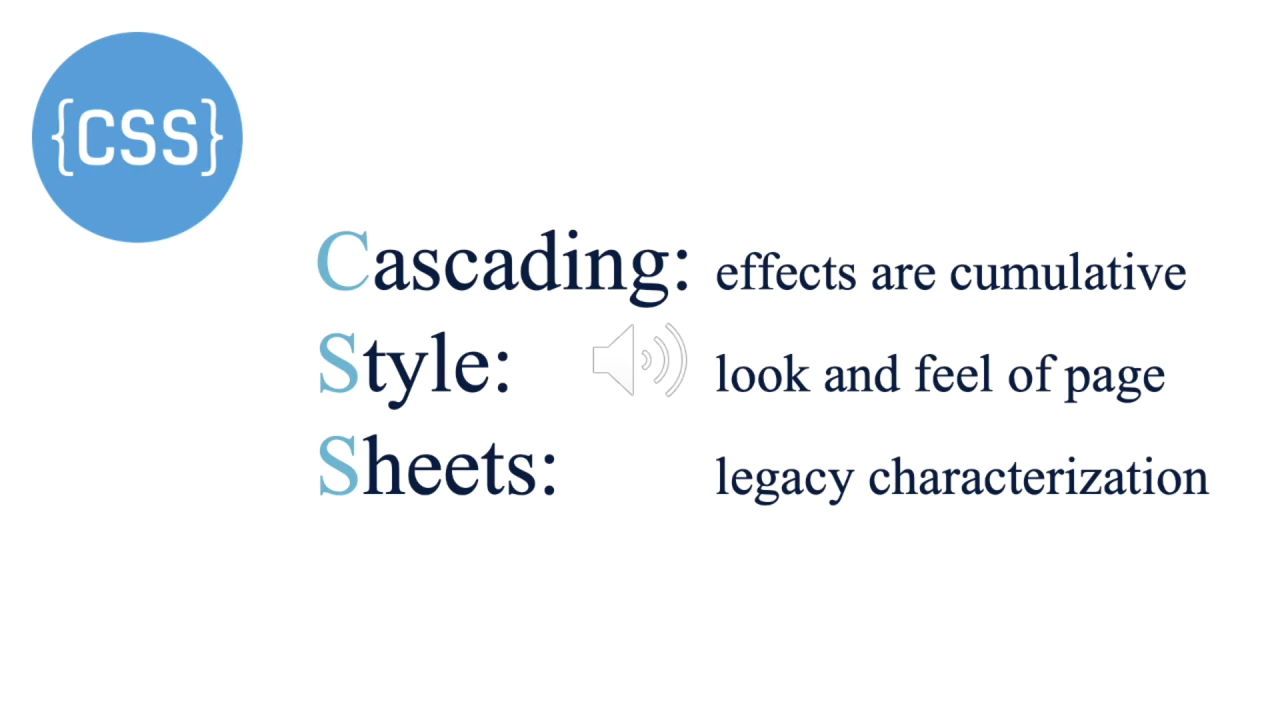 {CSS}
Cascading: effects are cumulative
Style: look and feel of page
Sheets: legacy characterization